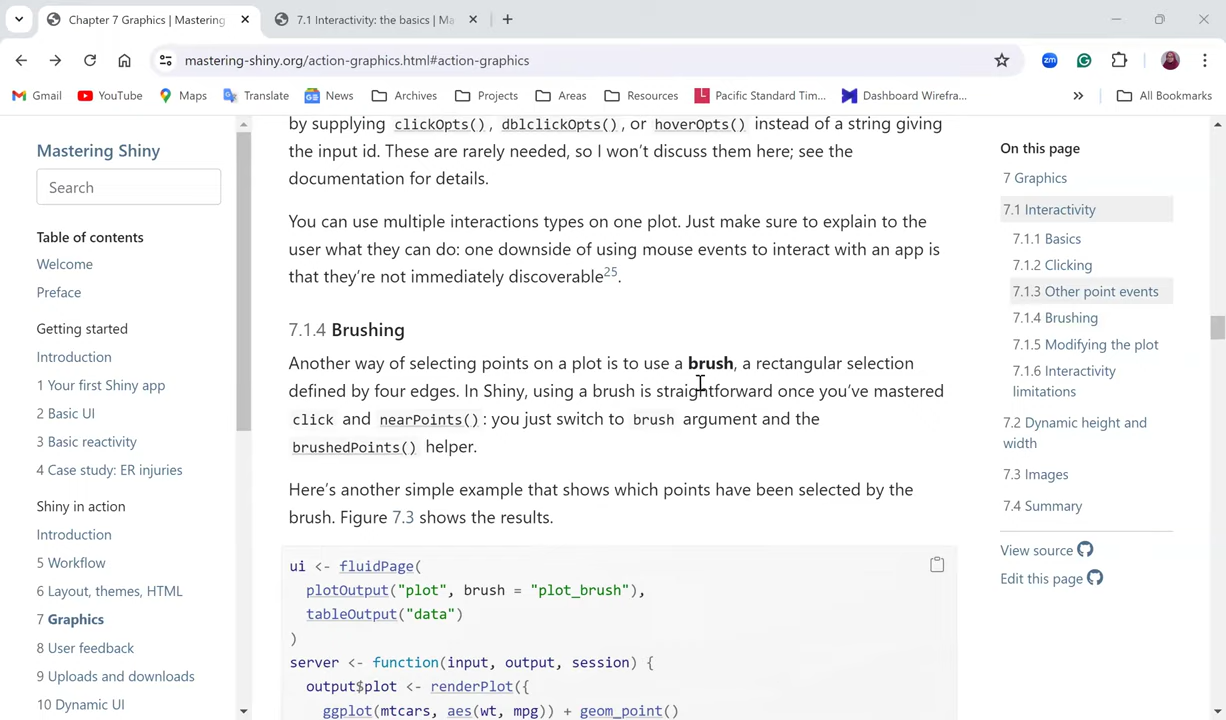 Chapter 7 Graphics | Mastering
7.1 Interactivity: the basics | Ma
mastering-shiny.org/action-graphics.html#action-graphics
zm
G
Gmail
YouTube
Maps
Translate
News
Archives
Projects
Areas
Resources
Pacific Standard Tim...
Dashboard Wirefra...
»
All Bookmarks
Mastering Shiny
Search
Table of contents
Welcome
Preface
Getting started
Introduction
1 Your first Shiny app
2 Basic UI
3 Basic reactivity
4 Case study: ER injuries
Shiny in action
Introduction
5 Workflow
6 Layout, themes, HTML
7 Graphics
8 User feedback
9 Uploads and downloads
10 Dynamic UI
by supplying clickOpts(), dblclickOpts(), or hoverOpts() instead of a string giving
the input id. These are rarely needed, so I won't discuss them here; see the
documentation for details.
You can use multiple interactions types on one plot. Just make sure to explain to the
user what they can do: one downside of using mouse events to interact with an app is
that they're not immediately discoverable25.
7.1.4 Brushing
Another way of selecting points on a plot is to use a brush, a rectangular selection
defined by four edges. In Shiny, using a brush is straightforward once you've mastered
click and nearPoints(): you just switch to brush argument and the
brushedPoints() helper.
Here's another simple example that shows which points have been selected by the
brush. Figure 7.3 shows the results.
ui <- fluidPage(
plotOutput("plot", brush = "plot_brush"),
tableOutput("data")
)
server <- function(input, output, session) {
output$plot <- renderPlot({
ggplot(mtcars, aes(wt, mpg)) + geom_point()
On this page
7 Graphics
7.1 Interactivity
7.1.1 Basics
7.1.2 Clicking
7.1.3 Other point events
7.1.4 Brushing
7.1.5 Modifying the plot
7.1.6 Interactivity
limitations
7.2 Dynamic height and
width
7.3 Images
7.4 Summary
View source
Edit this page